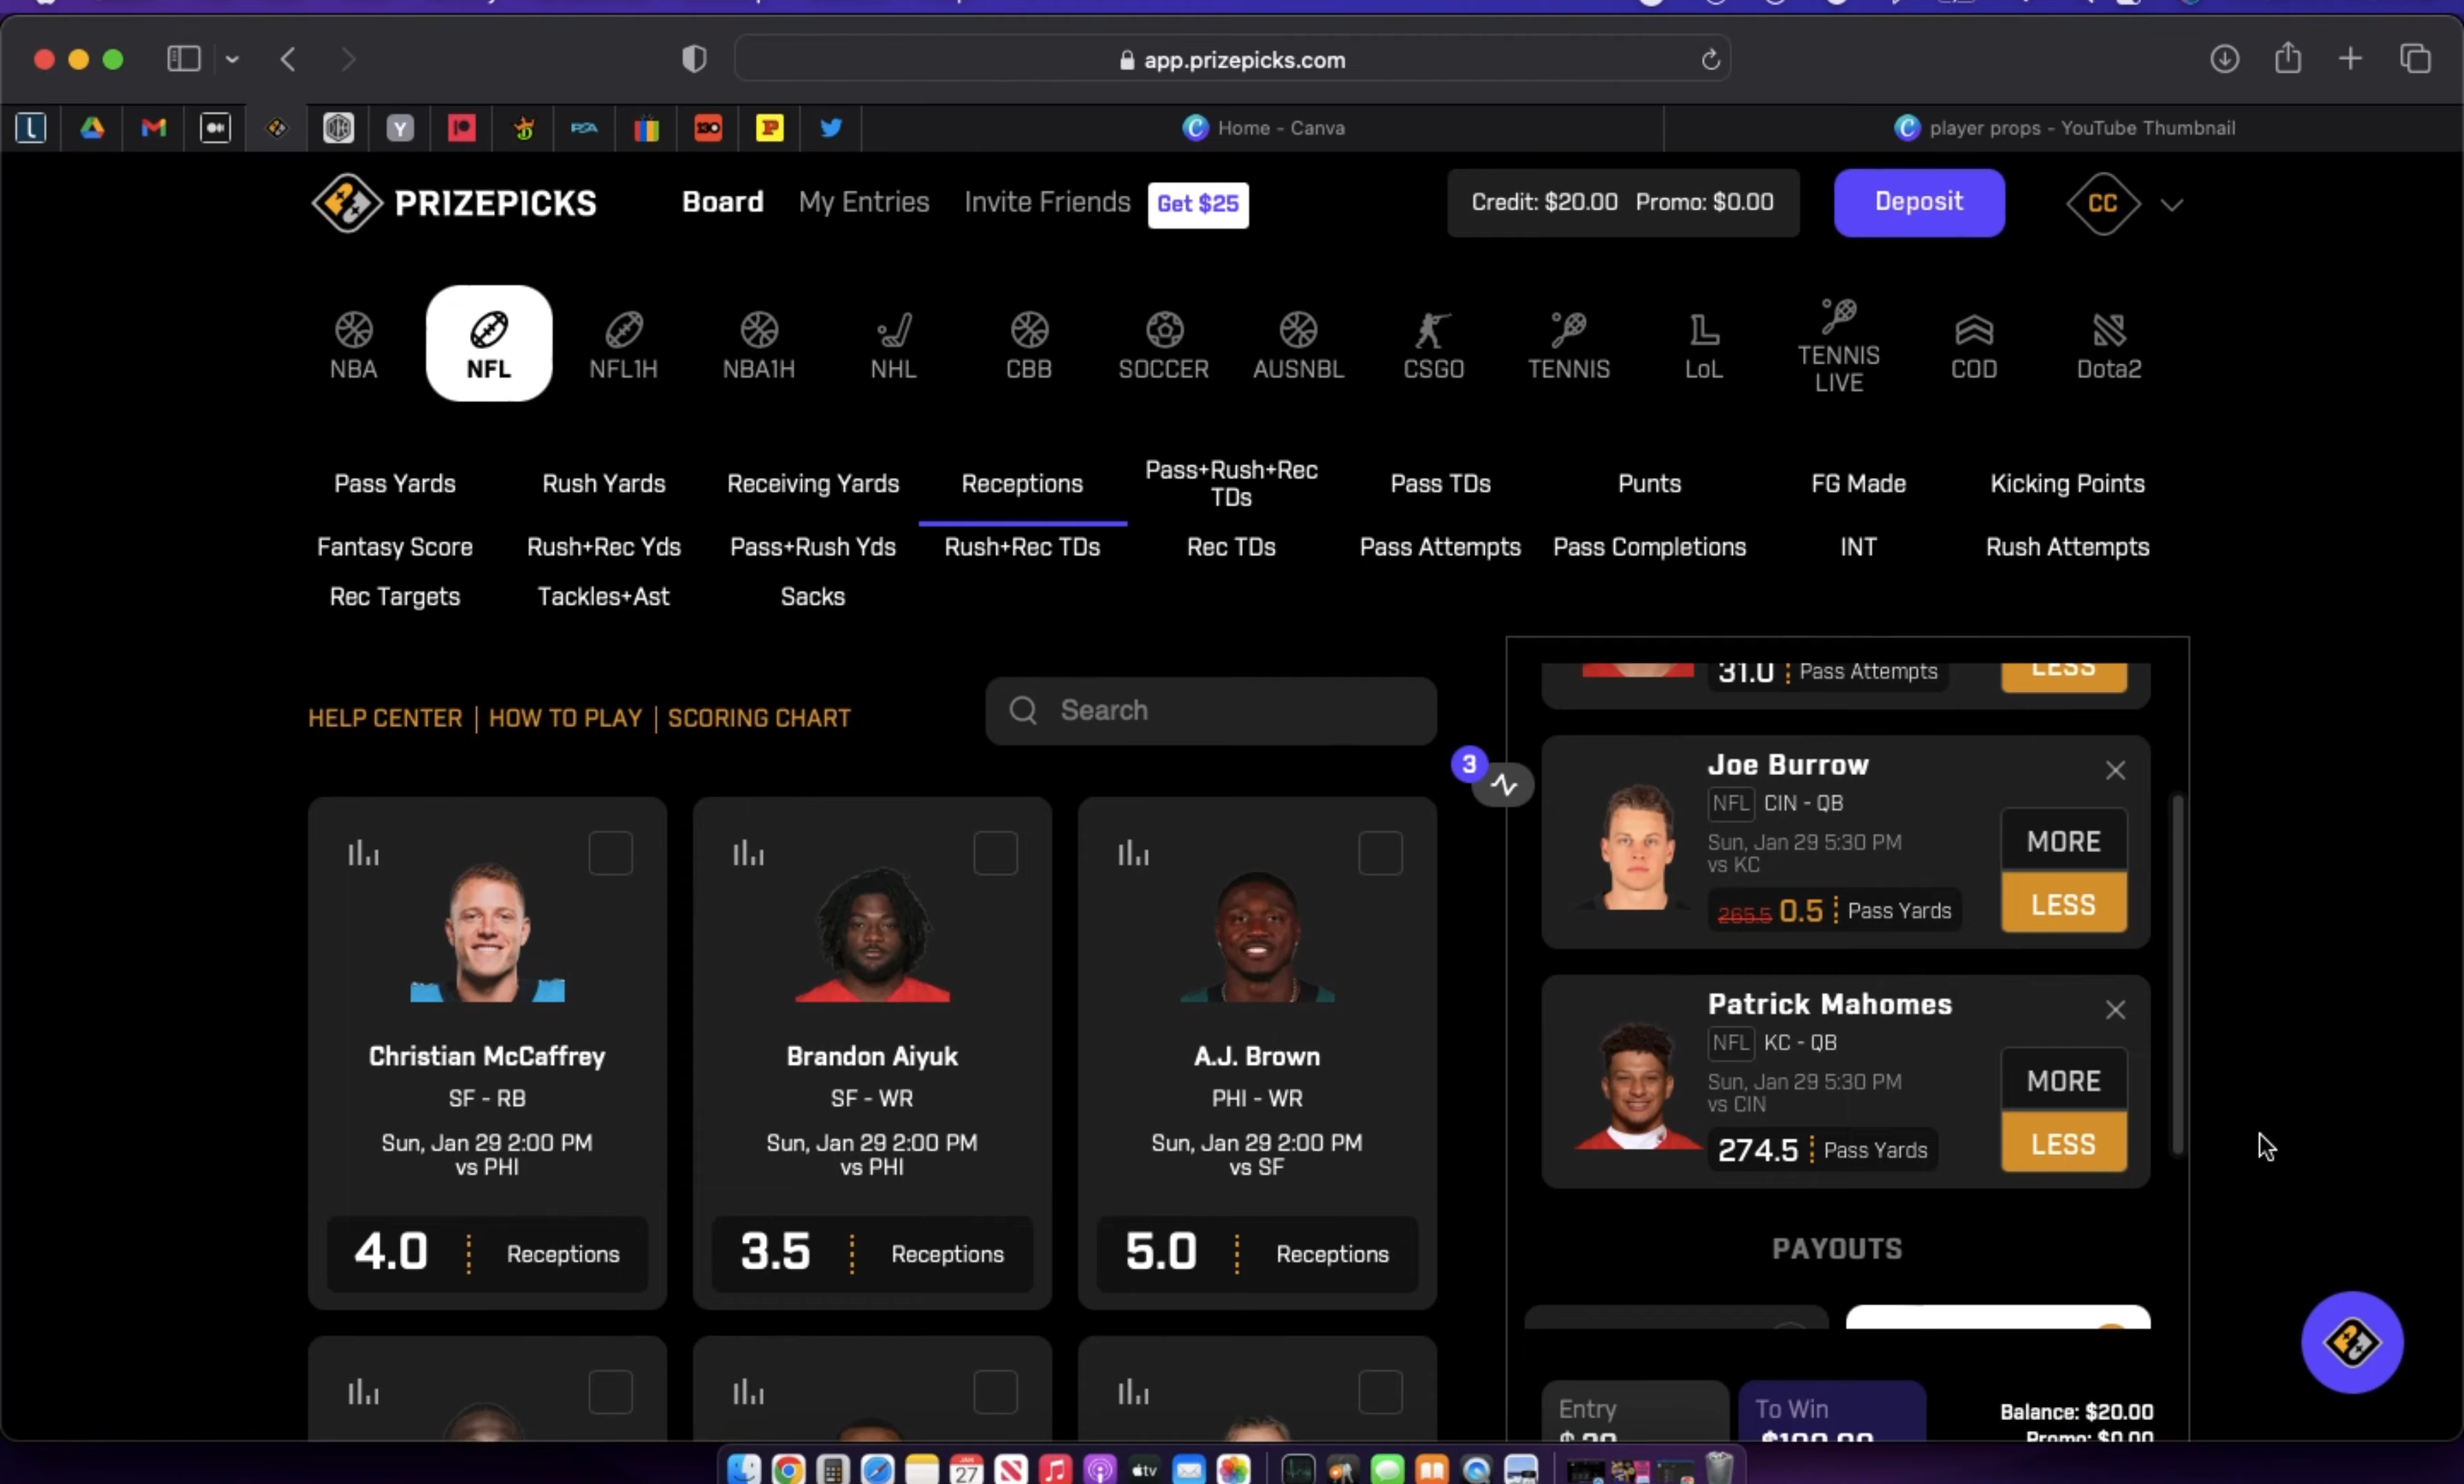 app.prizepicks.com
Home - Canva
player props - YouTube Thumbnail
PRIZEPICKS
Board
My Entries
Invite Friends
Get $25
Credit: $20.00 Promo: $0.00
Deposit
CC
NBA
NFL
NFL1H
NBA1H
NHL
CBB
SOCCER
AUSNBL
CSGO
TENNIS
LoL
TENNIS
LIVE
COD
Dota2
Pass Yards
Rush Yards
Receiving Yards
Receptions
Pass+Rush+Rec
TDs
Pass TDs
Punts
FG Made
Kicking Points
Fantasy Score
Rush+Rec Yds
Pass+Rush Yds
Rush+Rec TDs
Rec TDs
Pass Attempts
Pass Completions
INT
Rush Attempts
Rec Targets
Tackles+Ast
Sacks
HELP CENTER | HOW TO PLAY | SCORING CHART
Search
Christian McCaffrey
SF - RB
Sun, Jan 29 2:00 PM
vs PHI
4.0 Receptions
Brandon Aiyuk
SF - WR
Sun, Jan 29 2:00 PM
vs PHI
3.5 Receptions
A.J. Brown
PHI - WR
Sun, Jan 29 2:00 PM
vs SF
5.0 Receptions
31.0 Pass Attempts
LESS
3
Joe Burrow
NFL CIN - QB
Sun, Jan 29 5:30 PM
vs KC
265.5 0.5 Pass Yards
MORE
LESS
Patrick Mahomes
NFL KC - QB
Sun, Jan 29 5:30 PM
vs CIN
274.5 Pass Yards
MORE
LESS
PAYOUTS
Entry
To Win
Balance: $20.00
Promo: $0.00
JAN
27
tv